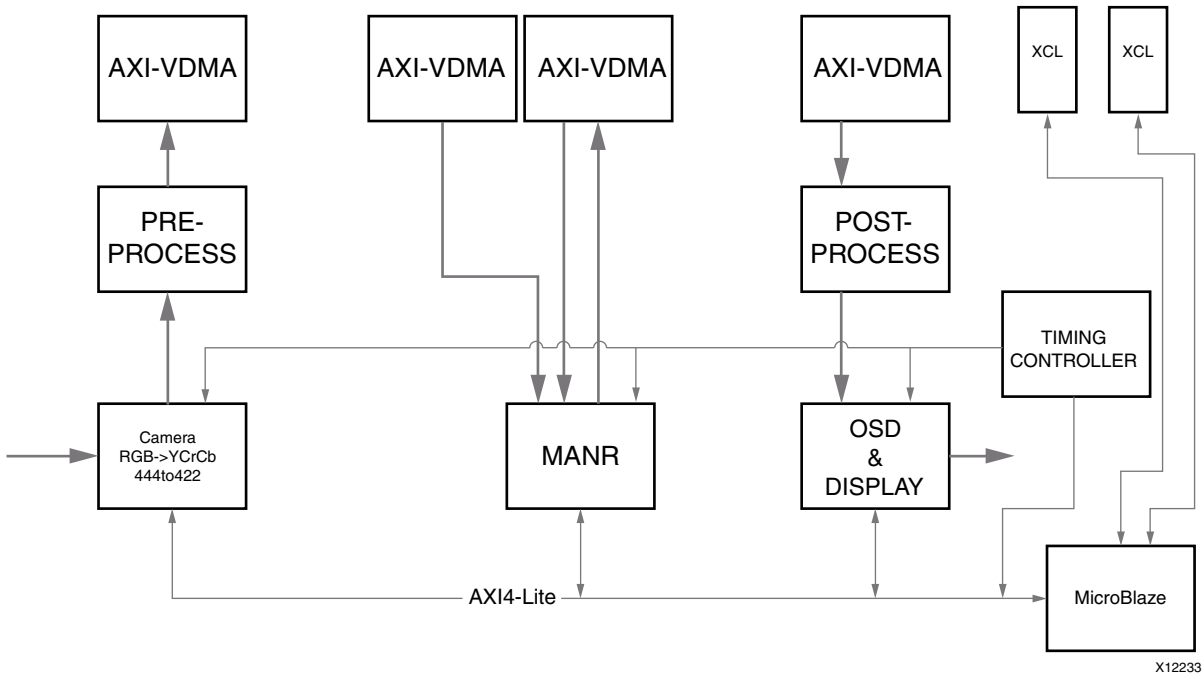 AXI-VDMA
AXI-VDMA
AXI-VDMA
AXI-VDMA
XCL
XCL
PRE-
PROCESS
POST-
PROCESS
TIMING
CONTROLLER
Camera
RGB->YCrCb
444to422
MANR
OSD
&
DISPLAY
AXI4-Lite
MicroBlaze
X12233